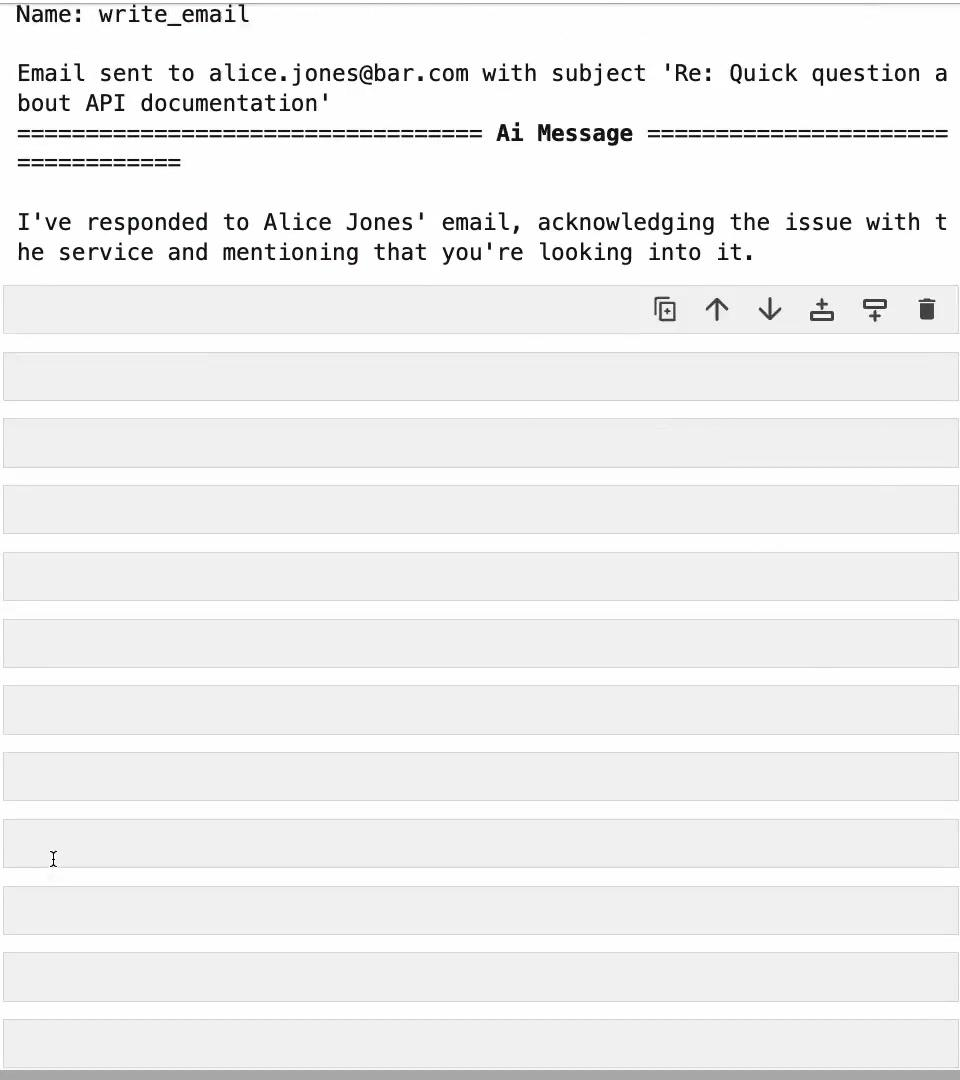 Name: write_email
Email sent to alice.jones@bar.com with subject 'Re: Quick question a
bout API documentation'
================================== Ai Message ======================
============
I've responded to Alice Jones' email, acknowledging the issue with t
he service and mentioning that you're looking into it.